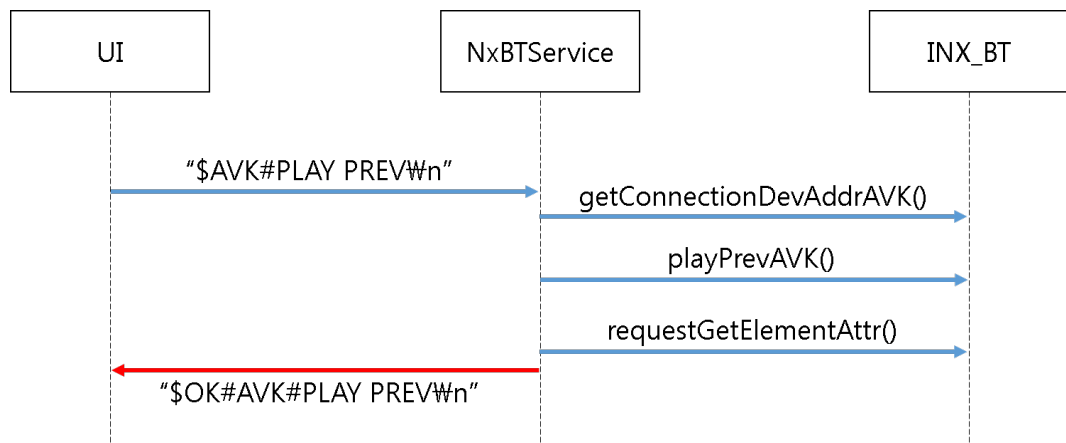 UI
NxBTService
INX_BT
“$AVK#PLAY PREV₩n”
getConnectionDevAddrAVK()
playPrevAVK()
requestGetElementAttr()
“$OK#AVK#PLAY PREV₩n”